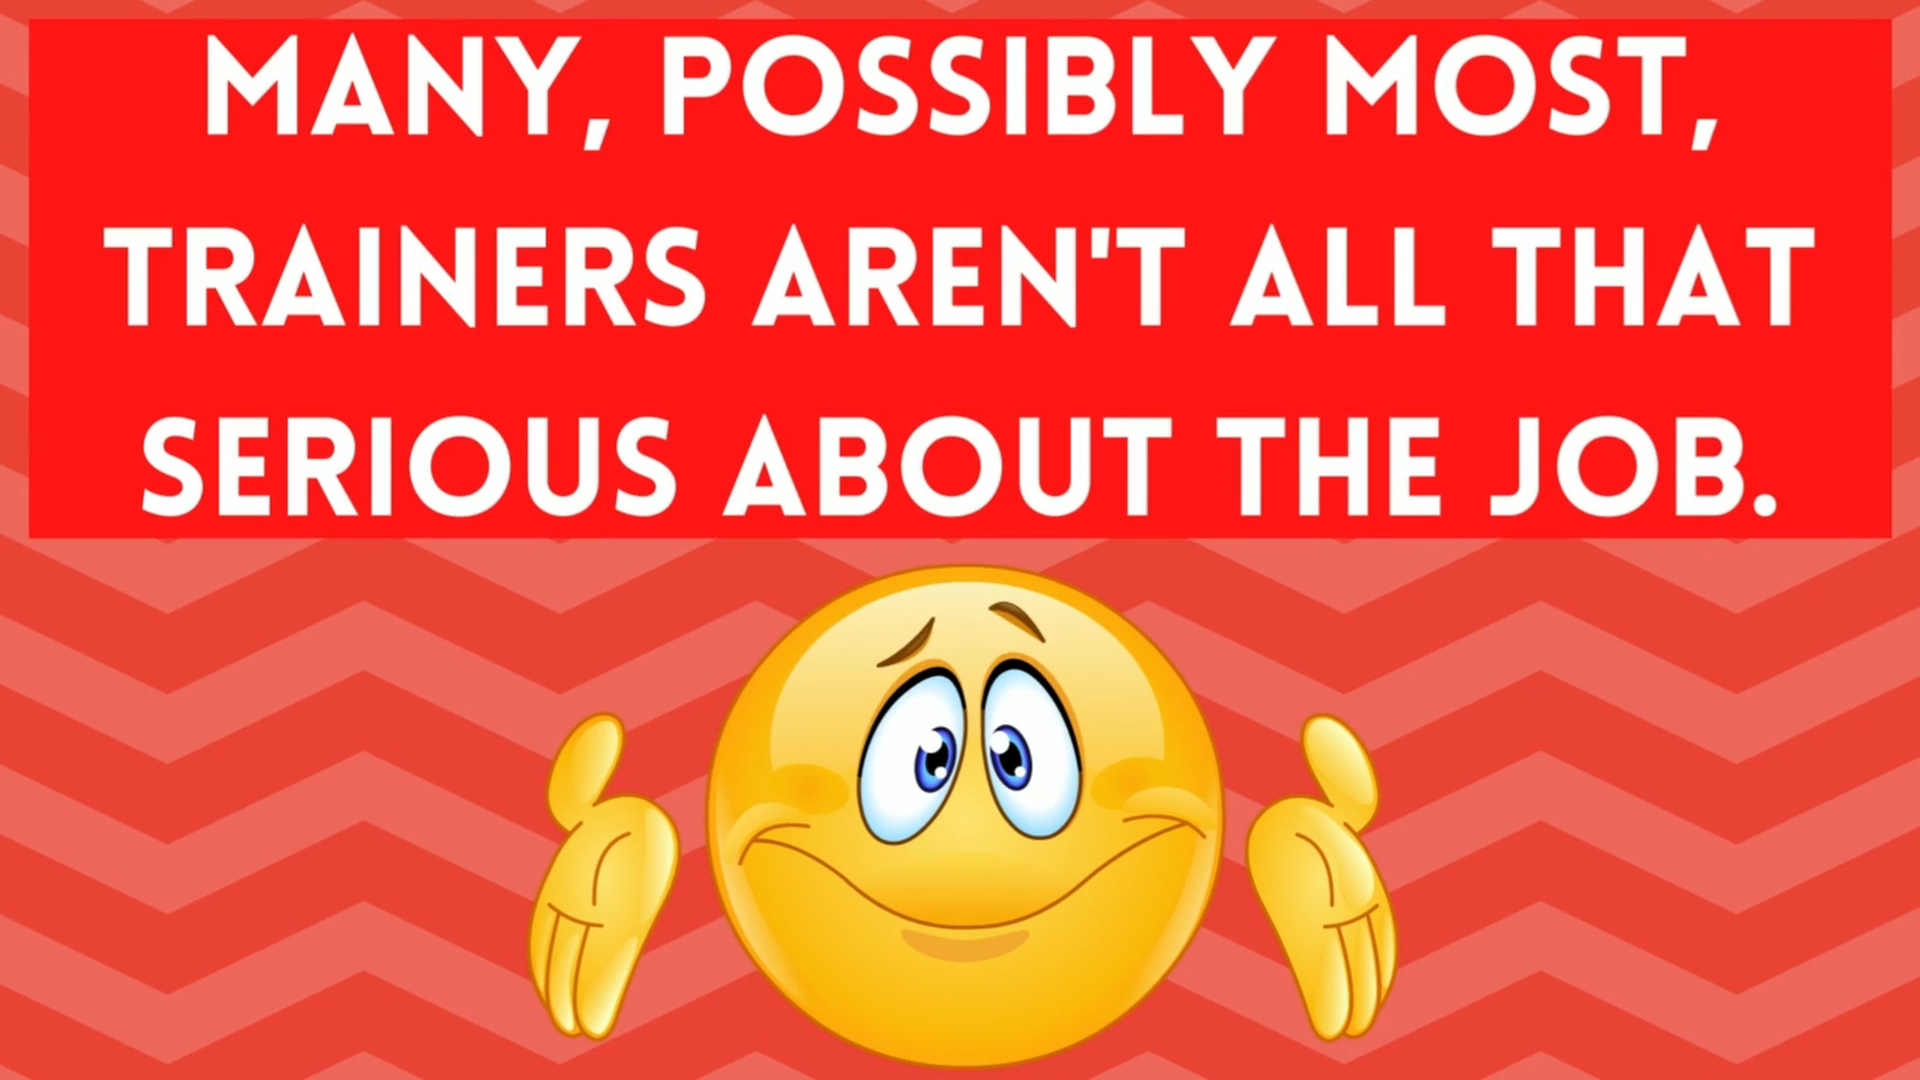 MANY, POSSIBLY MOST,
TRAINERS AREN'T ALL THAT
SERIOUS ABOUT THE JOB.